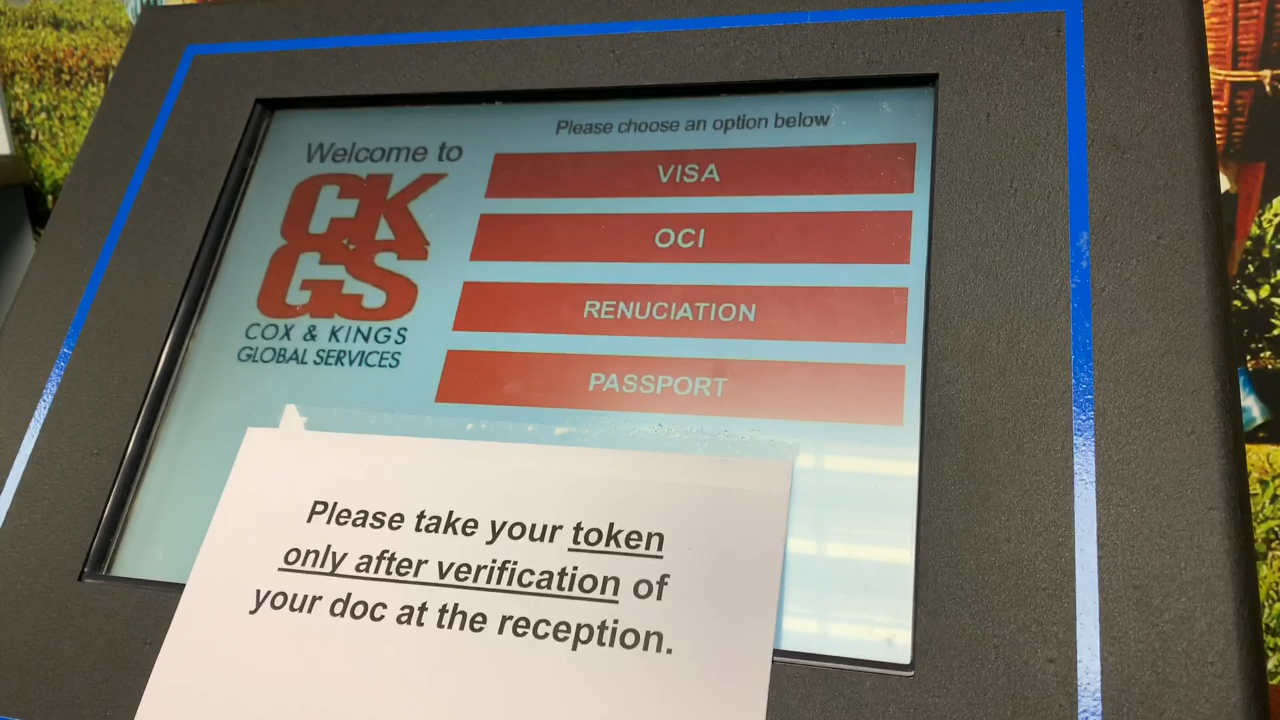 Please choose an option below
Welcome to
CK
GS
COX & KINGS
GLOBAL SERVICES
VISA
OCI
RENUCIATION
PASSPORT
Please take your token
only after verification of
your doc at the reception.